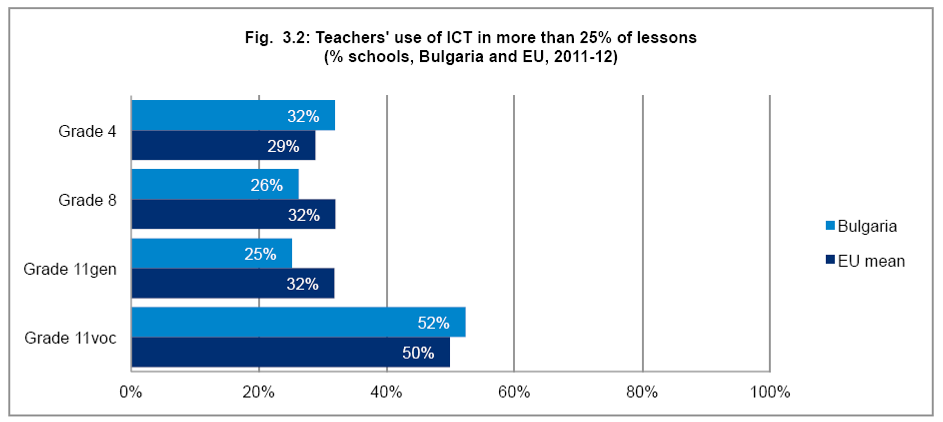 Fig. 3.2: Teachers' use of ICT in more than 25% of lessons
(% schools, Bulgaria and EU, 2011-12)
Grade 4
32%
29%
Grade 8
26%
32%
Grade 11gen
25%
32%
Grade 11voc
52%
50%
0% 20% 40% 60% 80% 100%
Bulgaria
EU mean